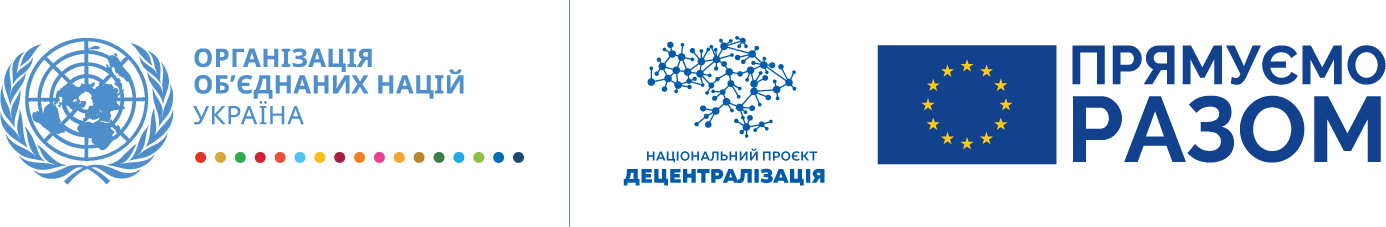 ОРГАНІЗАЦІЯ
ОБ’ЄДНАНИХ НАЦІЙ
УКРАЇНА
НАЦІОНАЛЬНИЙ ПРОЄКТ
ДЕЦЕНТРАЛІЗАЦІЯ
ПРЯМУЄМО
РАЗОМ